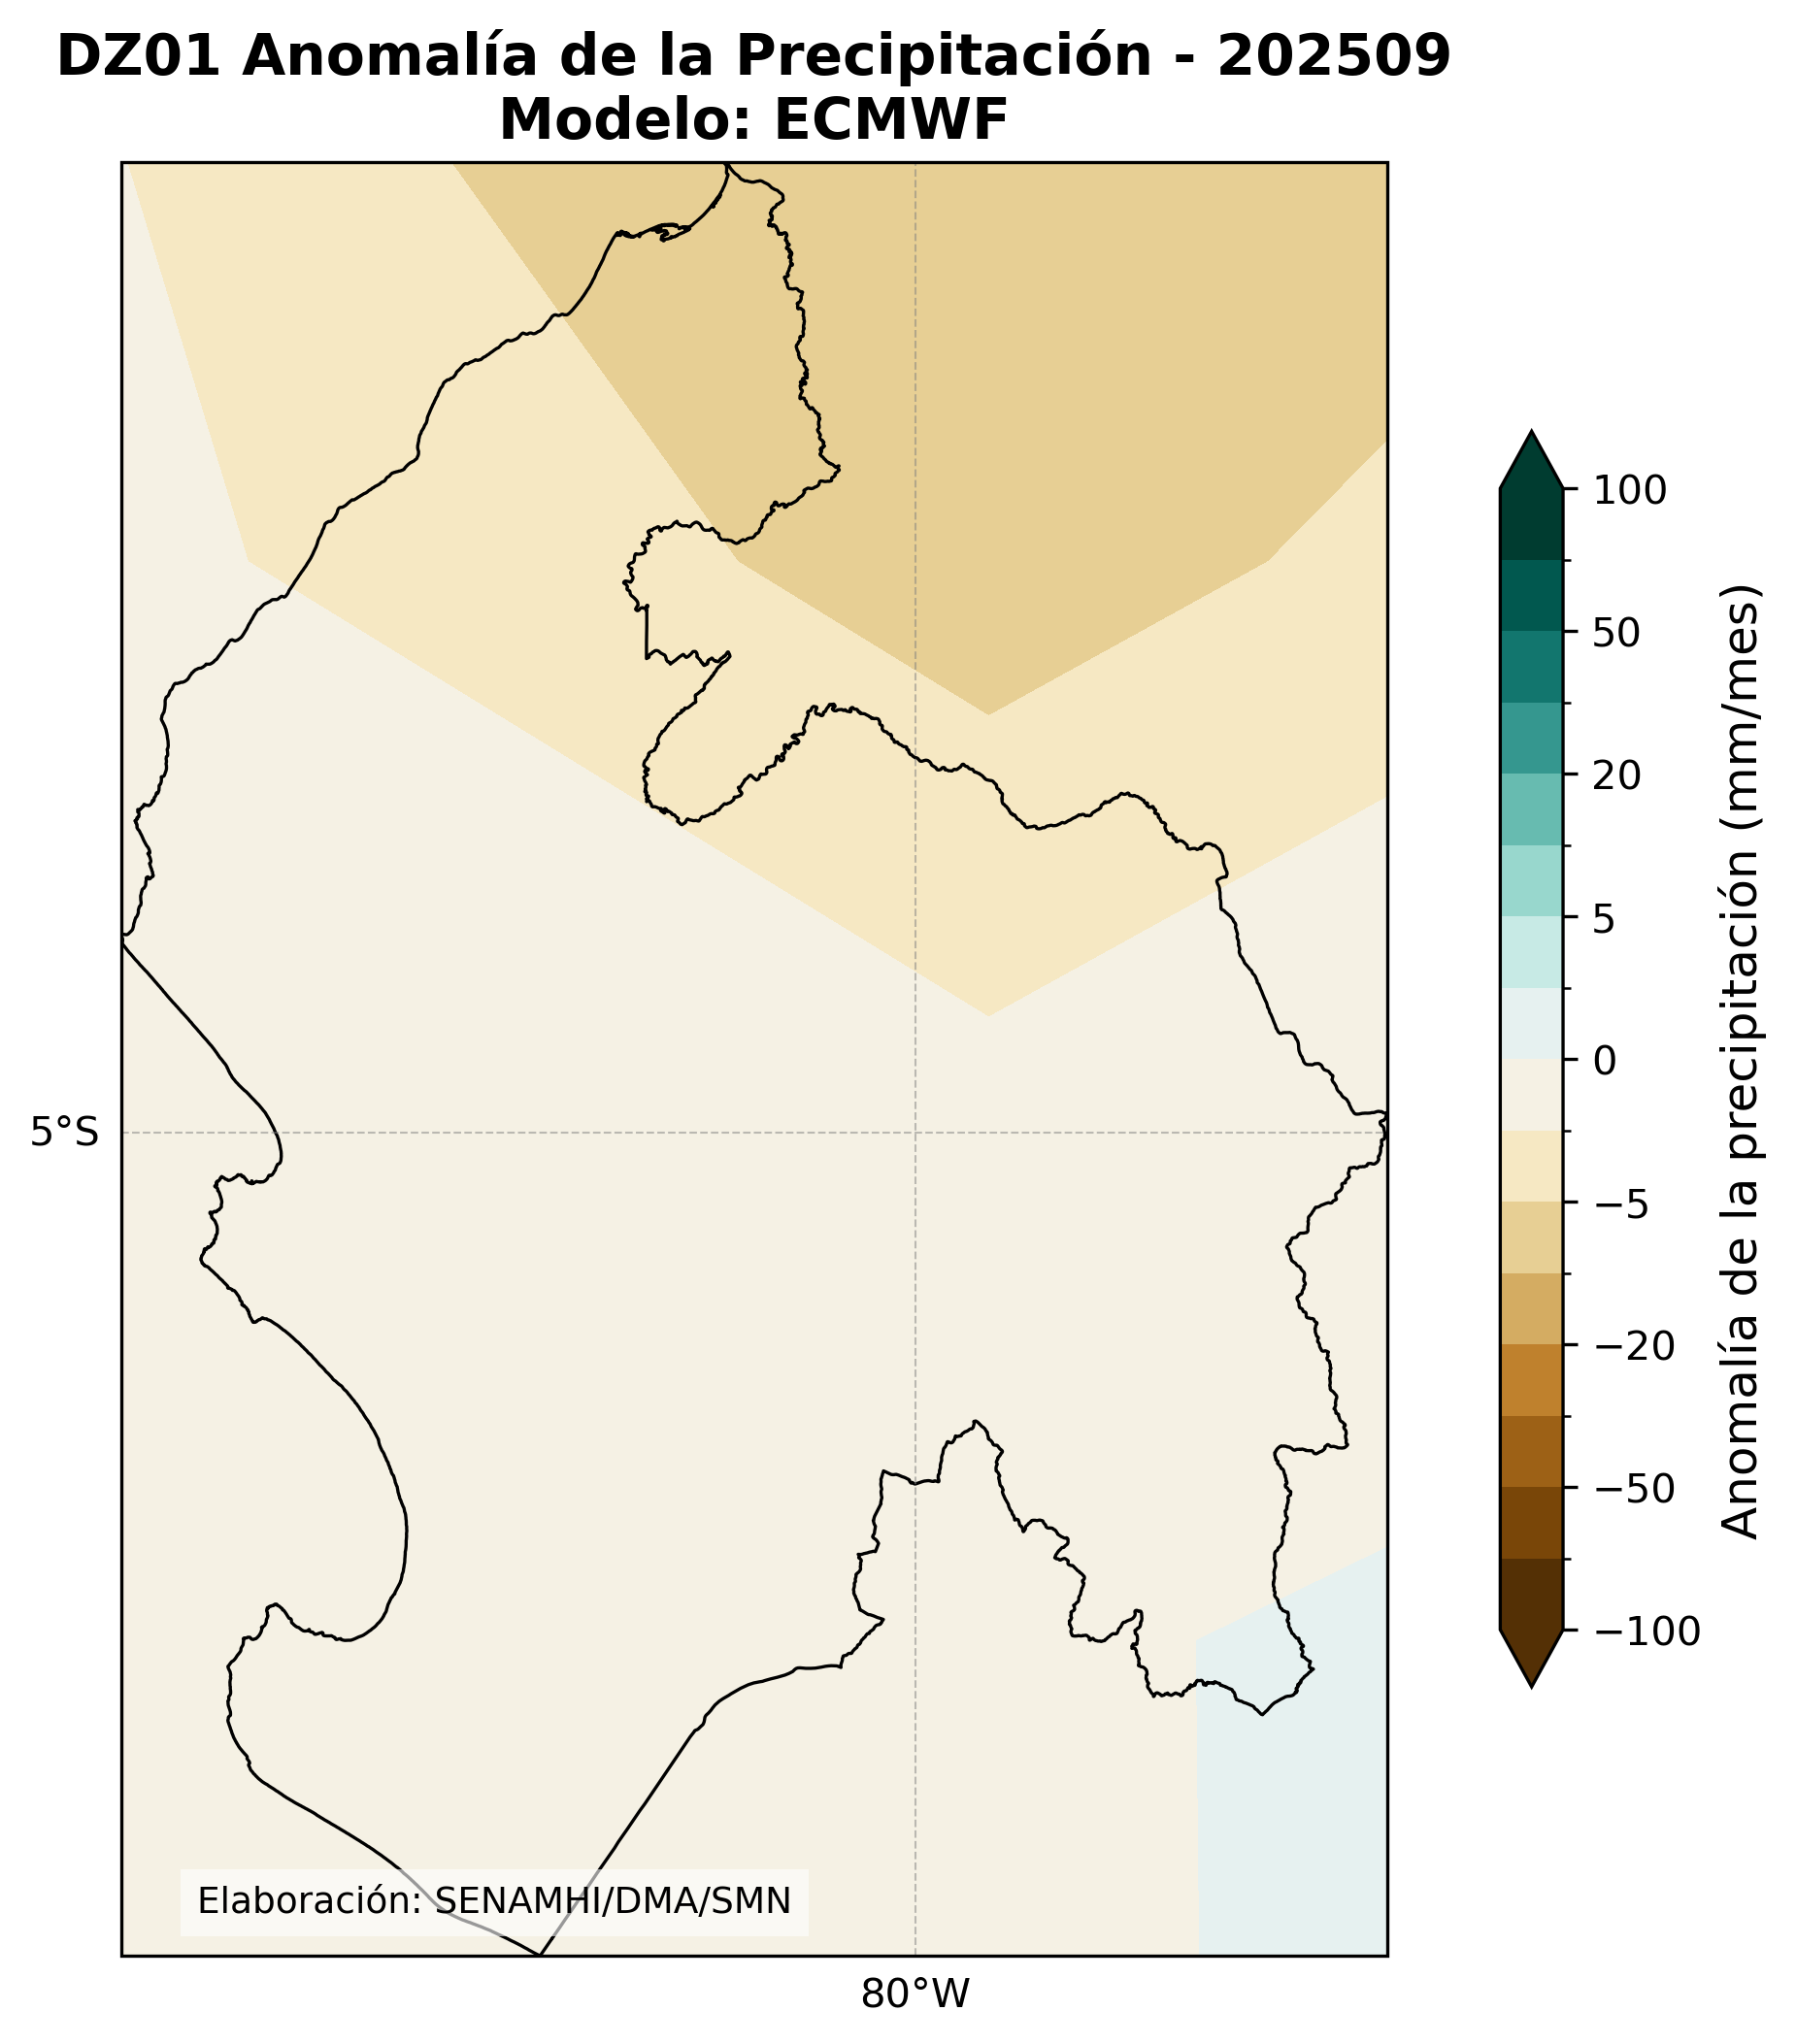 DZ01 Anomalía de la Precipitación - 202509
Modelo: ECMWF
5°S
80°W
Elaboración: SENAMHI/DMA/SMN
100
50
20
5
0
−5
−20
−50
−100
Anomalía de la precipitación (mm/mes)